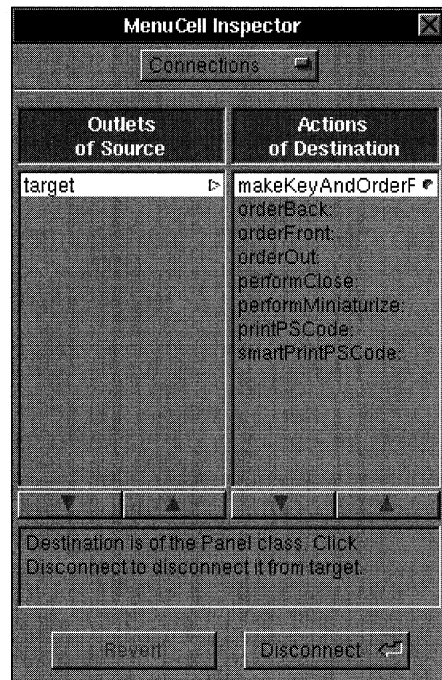 MenuCell Inspector
Connections
Outlets
of Source
Actions
of Destination
target
makeKeyAndOrderF
orderBack:
orderFront:
orderOut:
performClose:
performMiniaturize:
printPSCode:
smartPrintPSCode:
Destination is of the Panel class. Click
Disconnect to disconnect it from target.
Revert
Disconnect